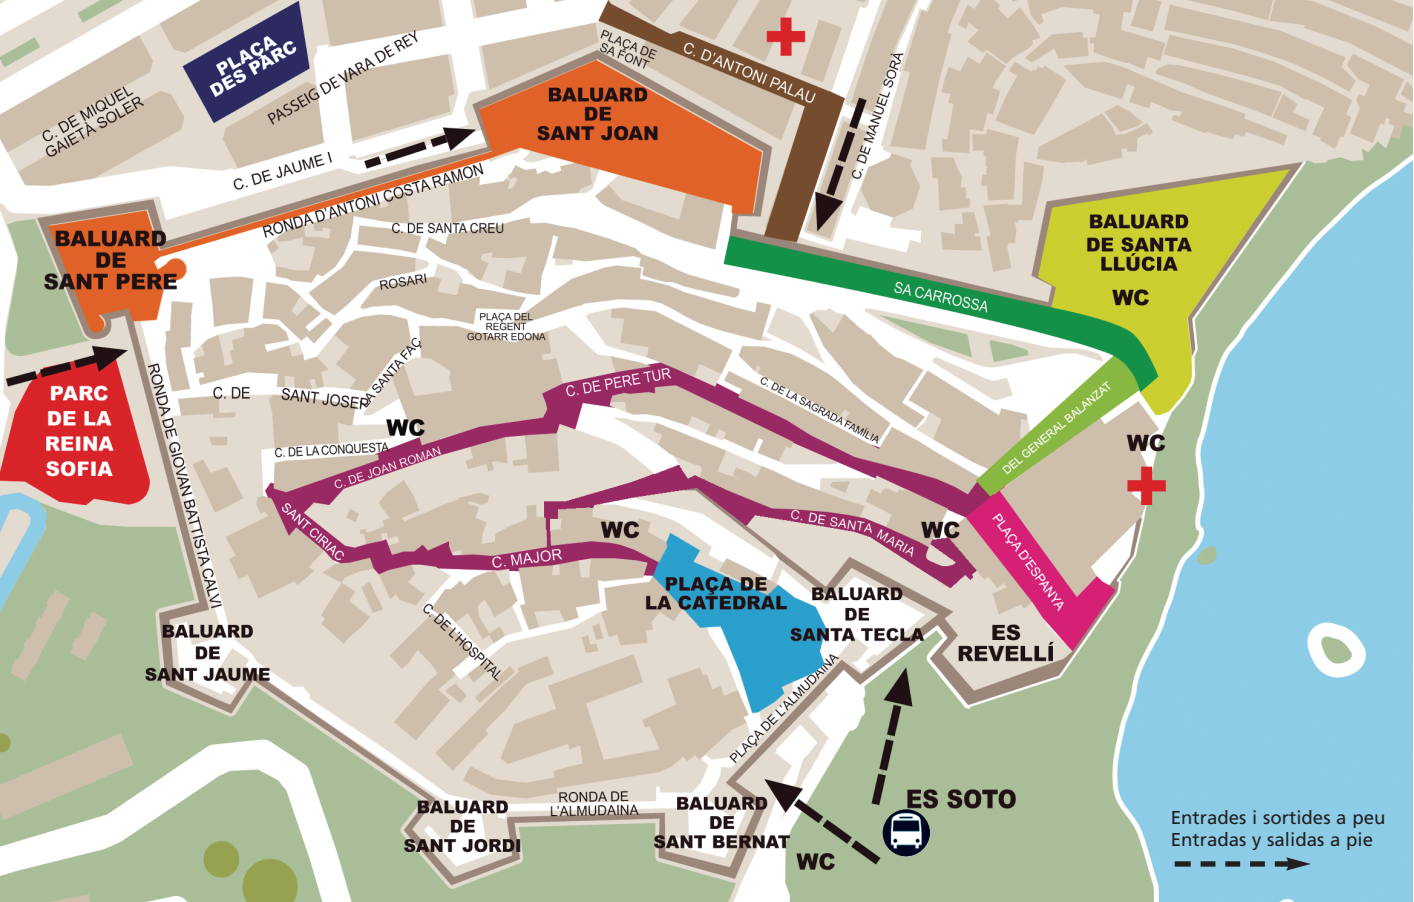 PLAÇA
DES PARC
C. DE MIQUEL
GAIETÀ SOLER
PASSEIG DE VARA DE REY
PLAÇA DE
SA FONT
C. D'ANTONI PALAU
C. DE MANUEL SORÀ
BALUARD
DE
SANT JOAN
C. DE JAUME I
RONDA D'ANTONI COSTA RAMON
C. DE SANTA CREU
BALUARD
DE
SANT PERE
BALUARD
DE SANTA
LLÚCIA
WC
SA CARROSSA
ROSARI
PLAÇA DEL
REGENT
GOTARR EDONA
PARC
DE LA
REINA
SOFIA
RONDA DE GIOVAN BATTISTA CALVI
C. DE SANT JOSEP
LA SANTA FAÇ
C. DE PERE TUR
C. DE LA SAGRADA FAMÍLIA
DEL GENERAL BALANZAT
WC
C. DE LA CONQUESTA
C. DE JOAN ROMAN
WC
SANT CIRIAC
C. MAJOR
WC
C. DE SANTA MARIA
WC
PLAÇA D'ESPANYA
PLAÇA DE
LA CATEDRAL
BALUARD
DE
SANTA TECLA
ES
REVELLÍ
C. DE L'HOSPITAL
BALUARD
DE
SANT JAUME
PLAÇA DE L'ALMUDAINA
RONDA DE
L'ALMUDAINA
BALUARD
DE
SANT JORDI
BALUARD
DE
SANT BERNAT
ES SOTO
WC
Entrades i sortides a peu
Entradas y salidas a pie